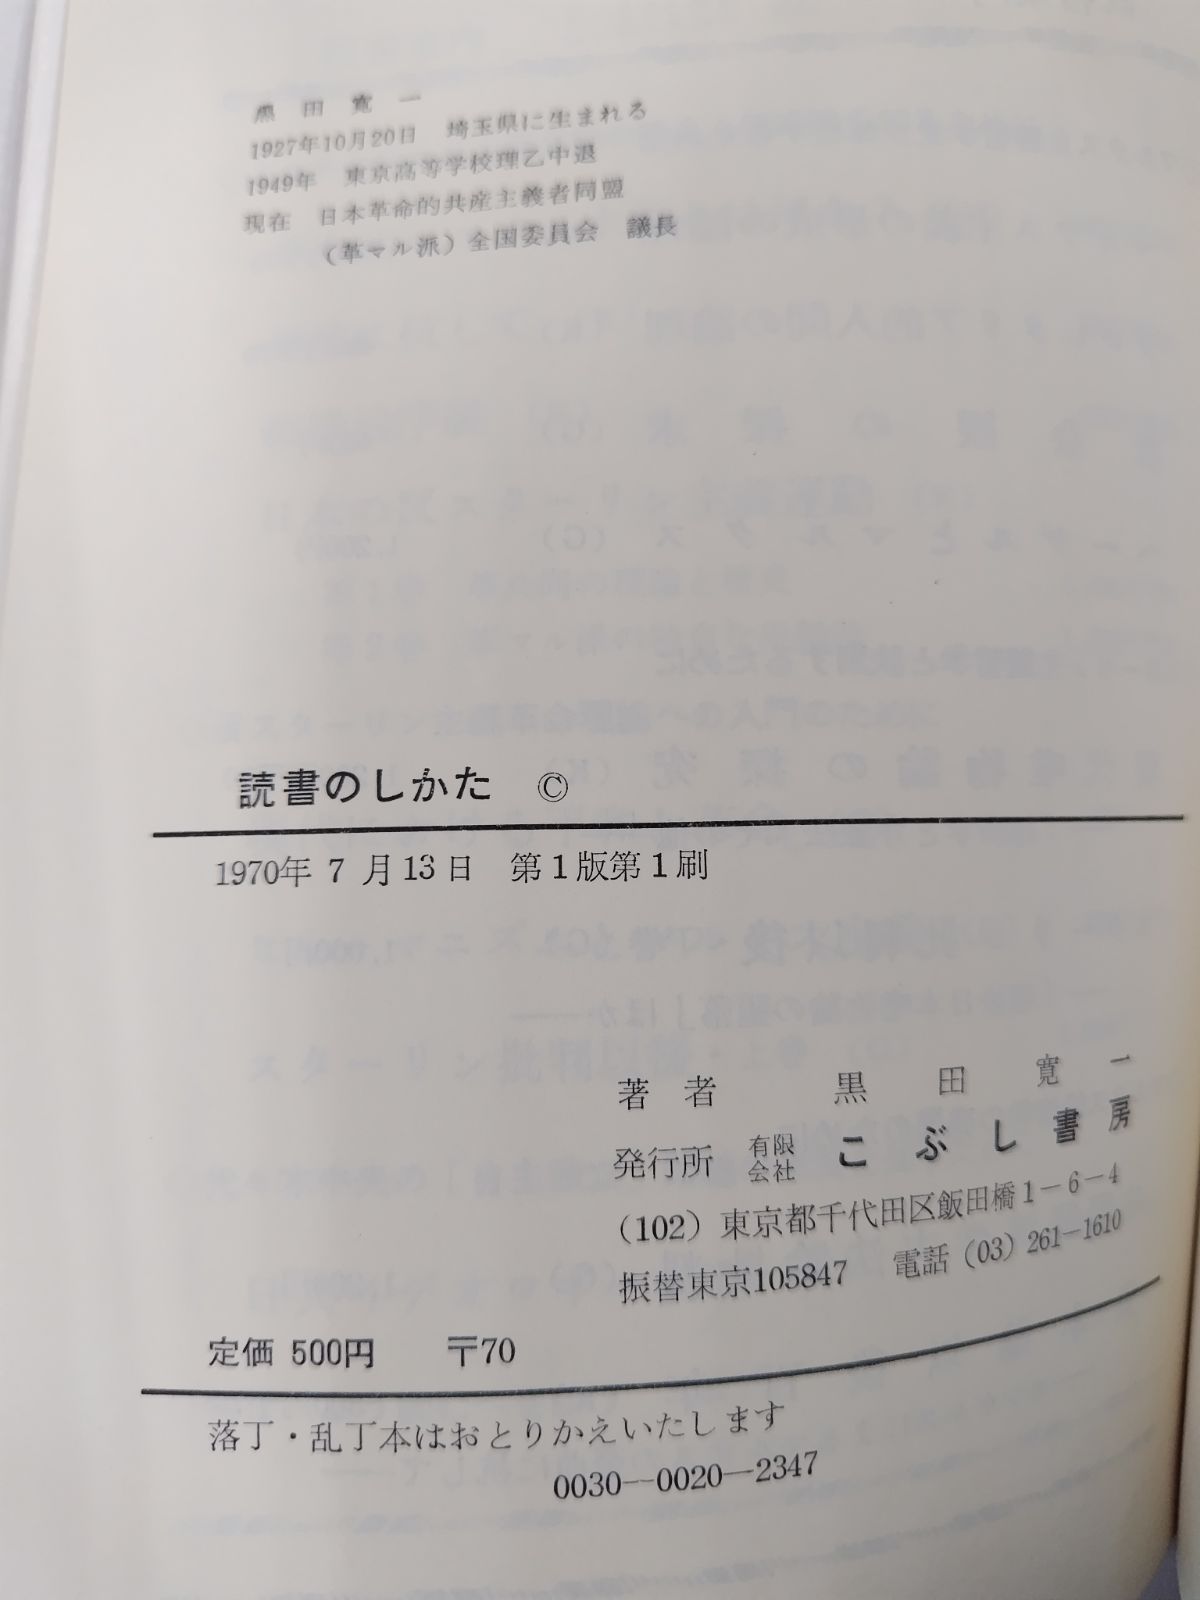 黒田寛一
1927年10月20日 埼玉県に生まれる
1949年 東京高等学校理乙中退
現在 日本革命的共産主義者同盟
(革マル派) 全国委員会 議長
読書のしかた ©
1970年7月13日 第1版第1刷
著者 黒田寛一
発行所 有限会社 こぶし書房
(102) 東京都千代田区飯田橋1-6-4
振替東京105847 電話 (03) 261-1610
定価 500円 〒70
落丁・乱丁本はおとりかえいたします
0030—0020—2347